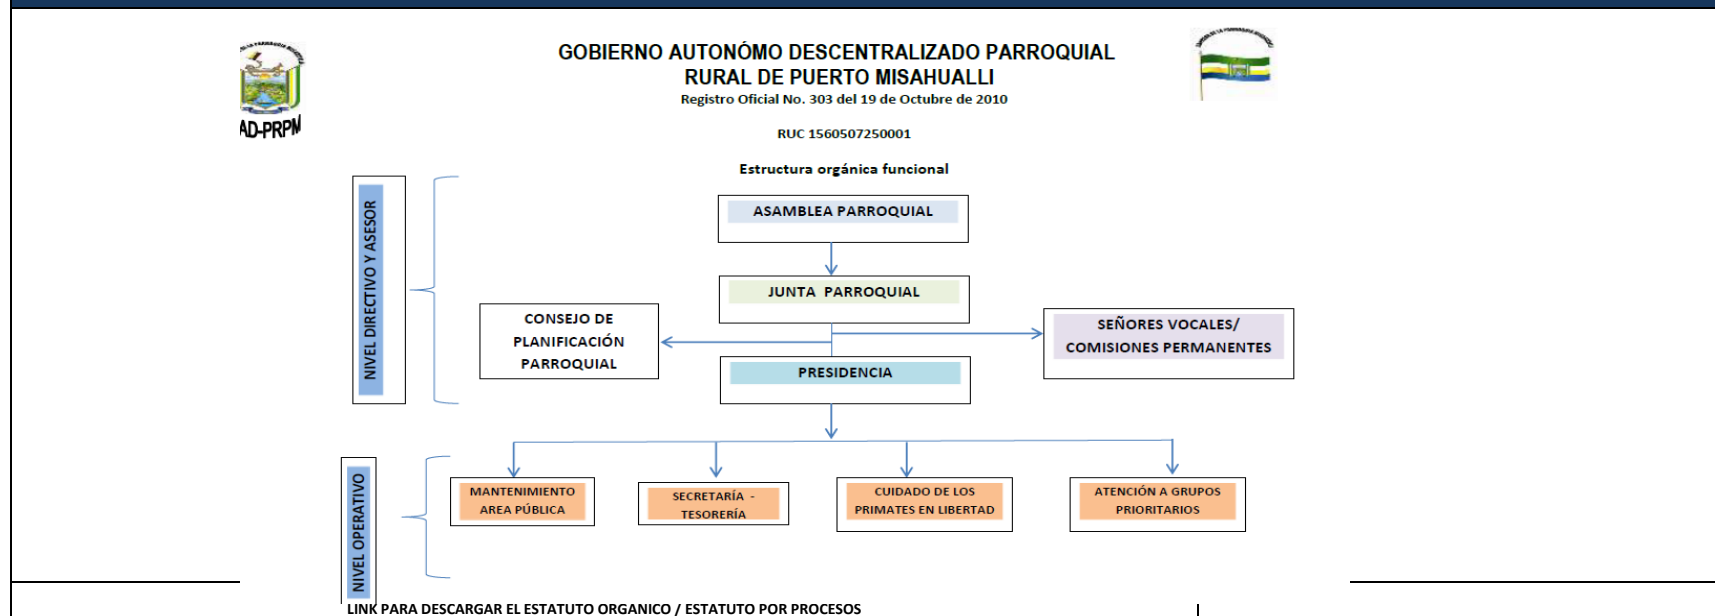 GOBIERNO AUTONÓMO DESCENTRALIZADO PARROQUIAL
RURAL DE PUERTO MISAHUALLI
Registro Oficial No. 303 del 19 de Octubre de 2010
AD-PRPM
RUC 1560507250001
Estructura orgánica funcional
NIVEL DIRECTIVO Y ASESOR
ASAMBLEA PARROQUIAL
JUNTA PARROQUIAL
CONSEJO DE
PLANIFICACIÓN
PARROQUIAL
SEÑORES VOCALES/
COMISIONES PERMANENTES
PRESIDENCIA
NIVEL OPERATIVO
MANTENIMIENTO
AREA PÚBLICA
SECRETARÍA -
TESORERÍA
CUIDADO DE LOS
PRIMATES EN LIBERTAD
ATENCIÓN A GRUPOS
PRIORITARIOS
LINK PARA DESCARGAR EL ESTATUTO ORGANICO / ESTATUTO POR PROCESOS